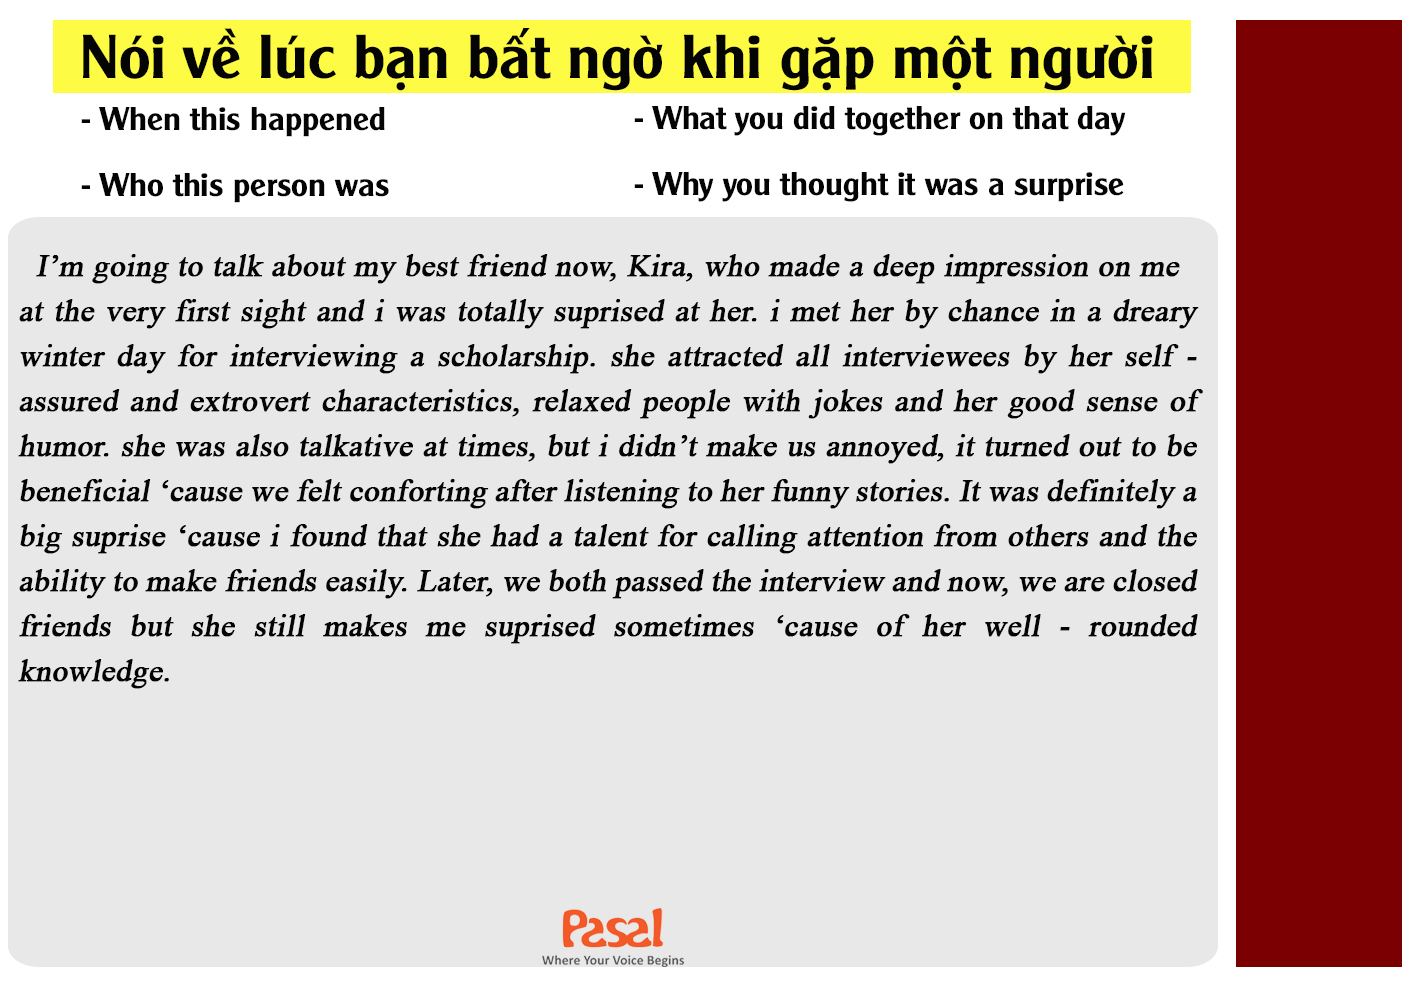 Nói về lúc bạn bất ngờ khi gặp một người
- When this happened
- What you did together on that day
- Who this person was
- Why you thought it was a surprise
I'm going to talk about my best friend now, Kira, who made a deep impression on me
at the very first sight and i was totally suprised at her. i met her by chance in a dreary
winter day for interviewing a scholarship. she attracted all interviewees by her self -
assured and extrovert characteristics, relaxed people with jokes and her good sense of
humor. she was also talkative at times, but i didn't make us annoyed, it turned out to be
beneficial ‘cause we felt conforting after listening to her funny stories. It was definitely a
big suprise ‘cause i found that she had a talent for calling attention from others and the
ability to make friends easily. Later, we both passed the interview and now, we are closed
friends but she still makes me suprised sometimes ‘cause of her well - rounded
knowledge.
Pasal
Where Your Voice Begins